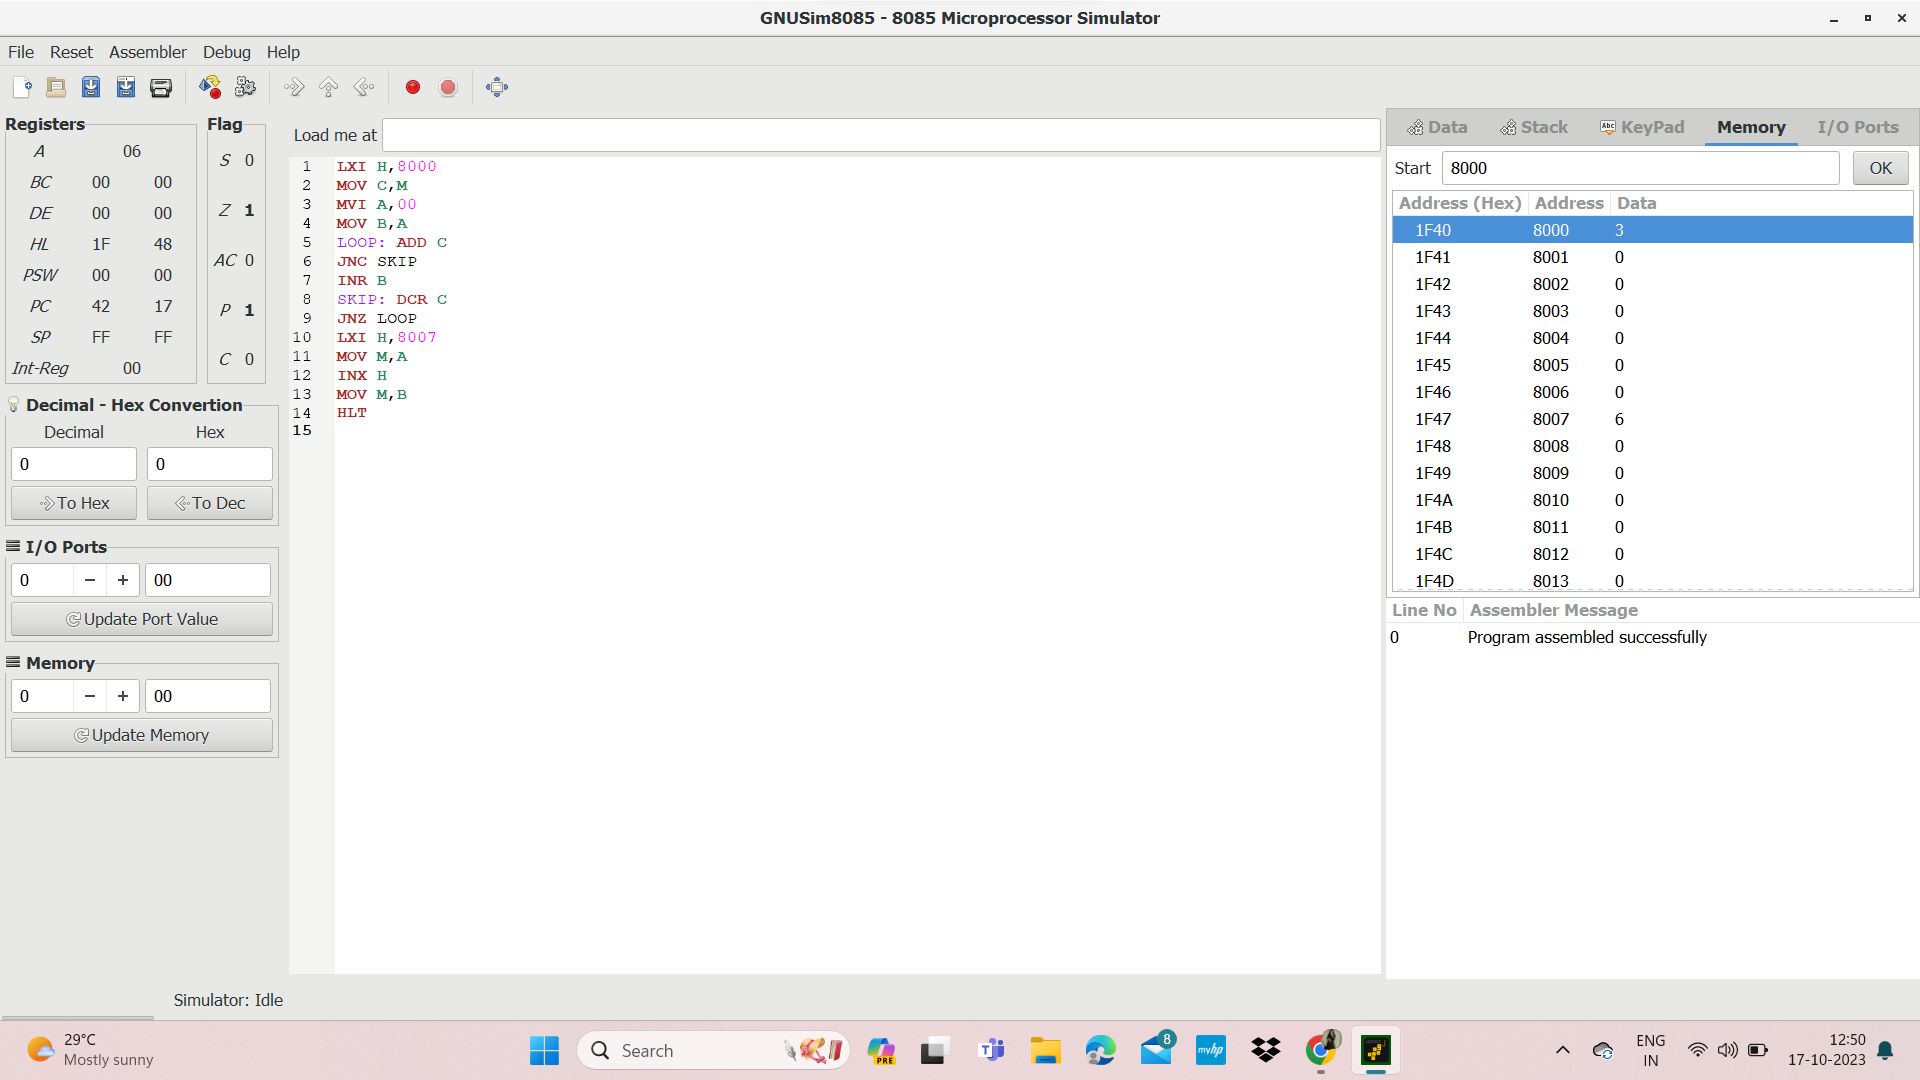 GNUSim8085 - 8085 Microprocessor Simulator
File Reset Assembler Debug Help
Registers
A 06
BC 00 00
DE 00 00
HL 1F 48
PSW 00 00
PC 42 17
SP FF FF
Int-Reg 00
Flag
S 0
Z 1
AC 0
P 1
C 0
Decimal - Hex Convertion
Decimal Hex
0 0
To Hex To Dec
I/O Ports
0 − + 00
Update Port Value
Memory
0 − + 00
Update Memory
Load me at
1 LXI H,8000
2 MOV C,M
3 MVI A,00
4 MOV B,A
5 LOOP: ADD C
6 JNC SKIP
7 INR B
8 SKIP: DCR C
9 JNZ LOOP
10 LXI H,8007
11 MOV M,A
12 INX H
13 MOV M,B
14 HLT
15
Data Stack Abc KeyPad Memory I/O Ports
Start 8000 OK
Address (Hex) Address Data
1F40 8000 3
1F41 8001 0
1F42 8002 0
1F43 8003 0
1F44 8004 0
1F45 8005 0
1F46 8006 0
1F47 8007 6
1F48 8008 0
1F49 8009 0
1F4A 8010 0
1F4B 8011 0
1F4C 8012 0
1F4D 8013 0
Line No Assembler Message
0 Program assembled successfully
Simulator: Idle
29°C
Mostly sunny
Search
PRE
8
myhp
ENG
IN
12:50
17-10-2023